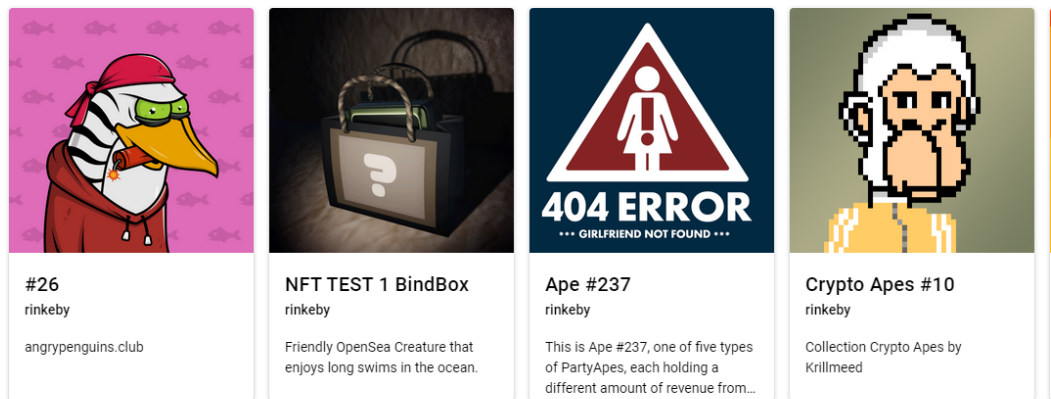 ?
404 ERROR
••• GIRLFRIEND NOT FOUND •••
#26
rinkeby
angrypenguins.club
NFT TEST 1 BindBox
rinkeby
Friendly OpenSea Creature that
enjoys long swims in the ocean.
Ape #237
rinkeby
This is Ape #237, one of five types
of PartyApes, each holding a
different amount of revenue from...
Crypto Apes #10
rinkeby
Collection Crypto Apes by
Krillmeed